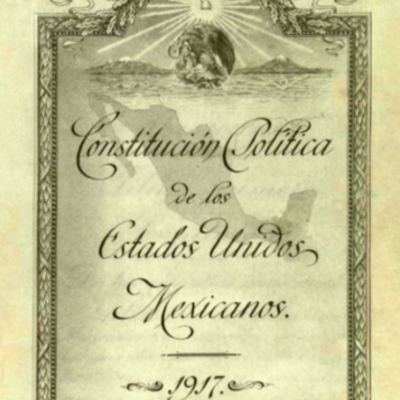 Constitución Política
de los
Estados Unidos
Mexicanos.
1917.